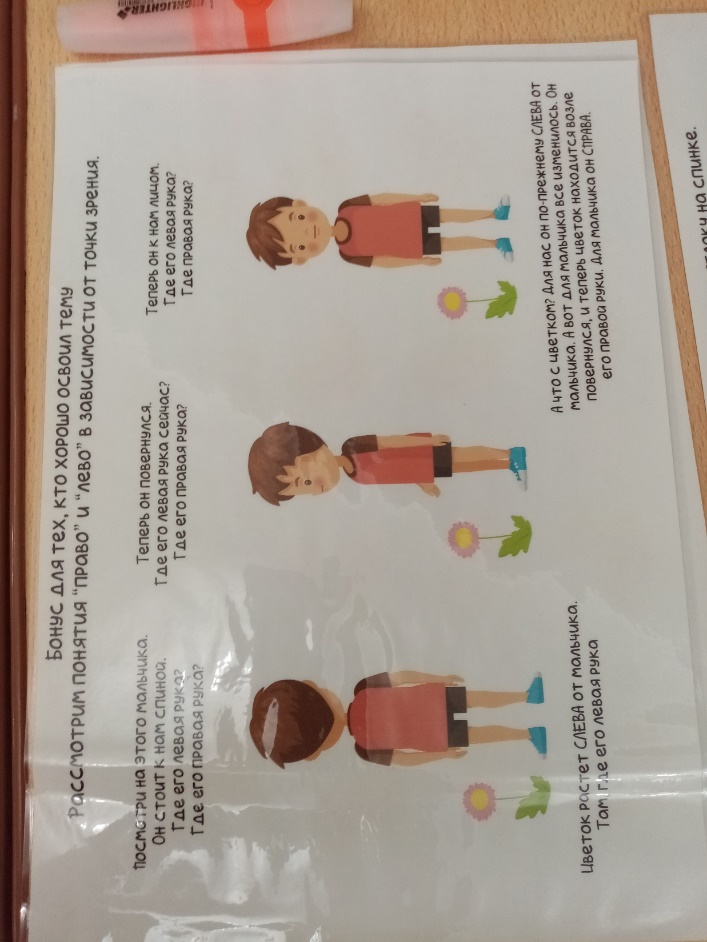 Бонус для тех, кто хорошо освоил тему
Рассмотрим понятия "право" и "лево" в зависимости от точки зрения.
Посмотри на этого мальчика.
Он стоит к нам спиной.
Где его левая рука?
Где его правая рука?
Теперь он повернулся.
Где его левая рука сейчас?
Где его правая рука?
Теперь он к нам лицом.
Где его левая рука?
Где правая рука?
Цветок растет СЛЕВА от мальчика.
Там где его левая рука
А что с цветком? Для нас он по-прежнему СЛЕВА от
мальчика. А вот для мальчика все изменилось. Он
повернулся, и теперь цветок находится возле
его правой руки. Для мальчика он СПРАВА.
на спинке.
HIGHLIGHTER